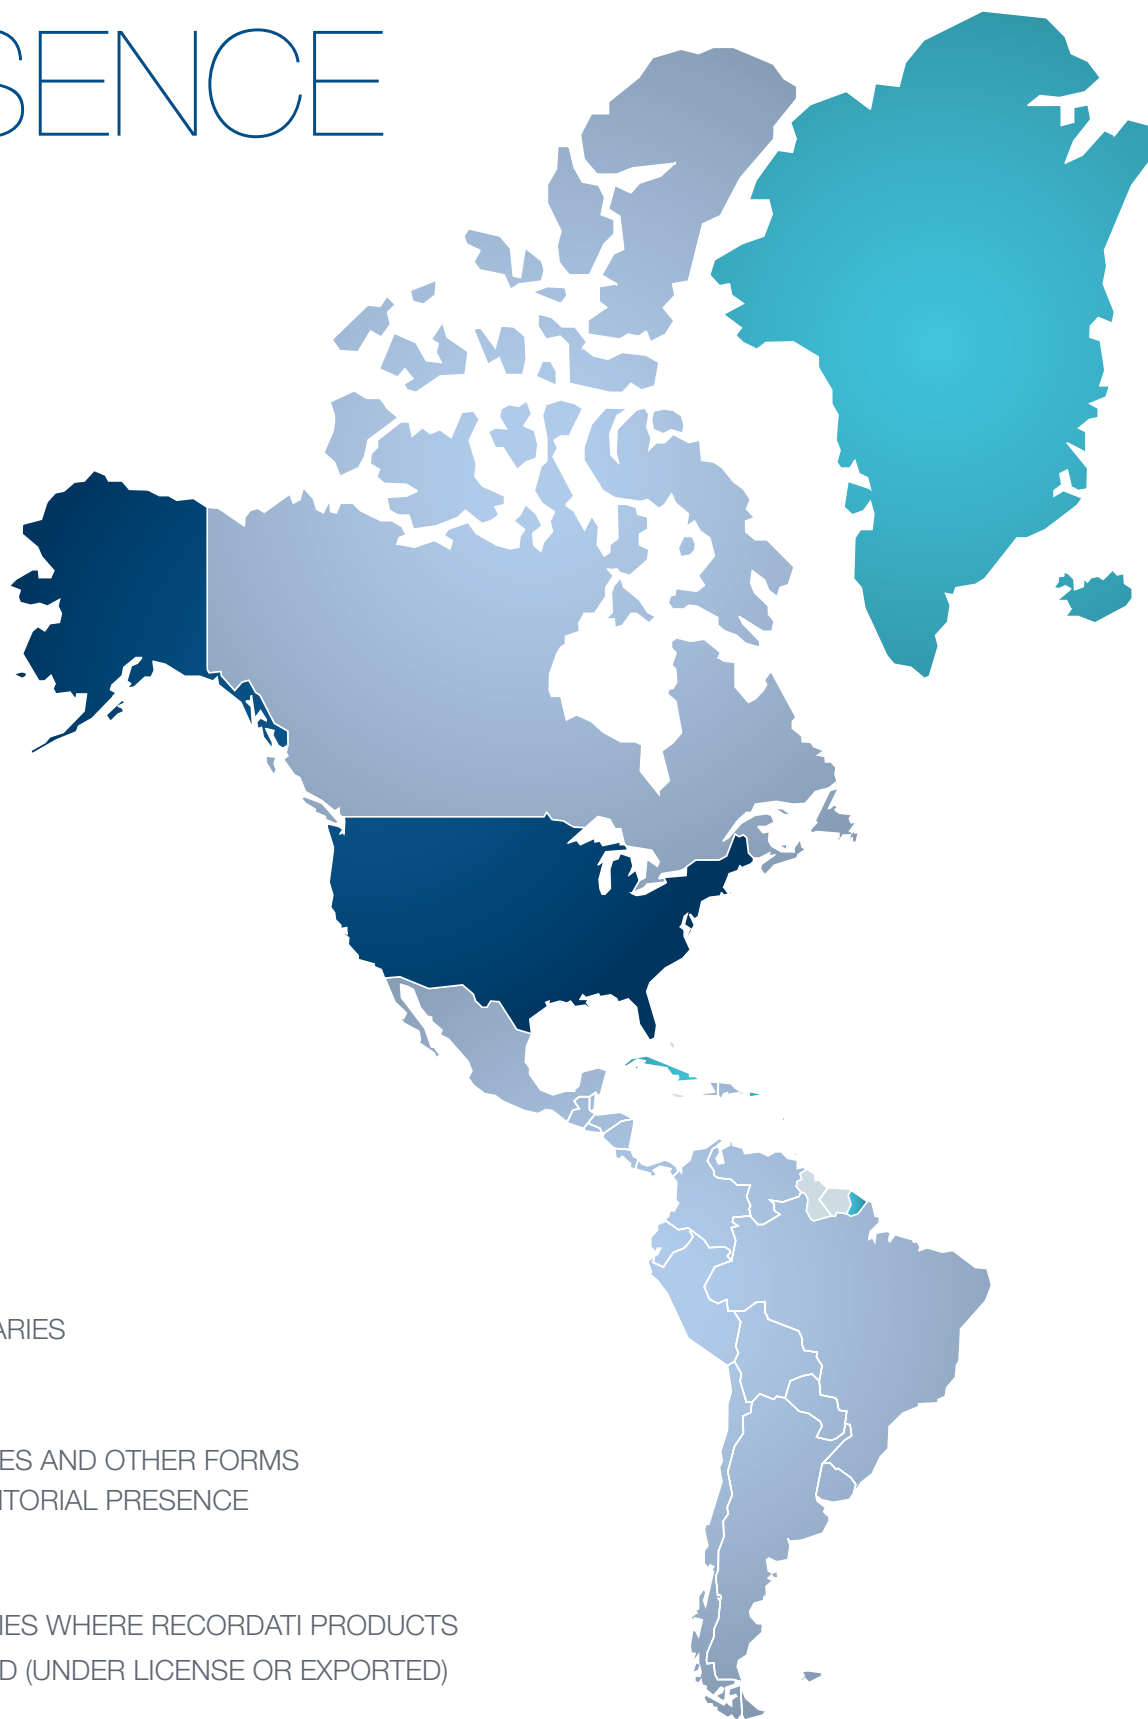 SENCE
ARIES
ES AND OTHER FORMS
ITORIAL PRESENCE
IES WHERE RECORDATI PRODUCTS
D (UNDER LICENSE OR EXPORTED)